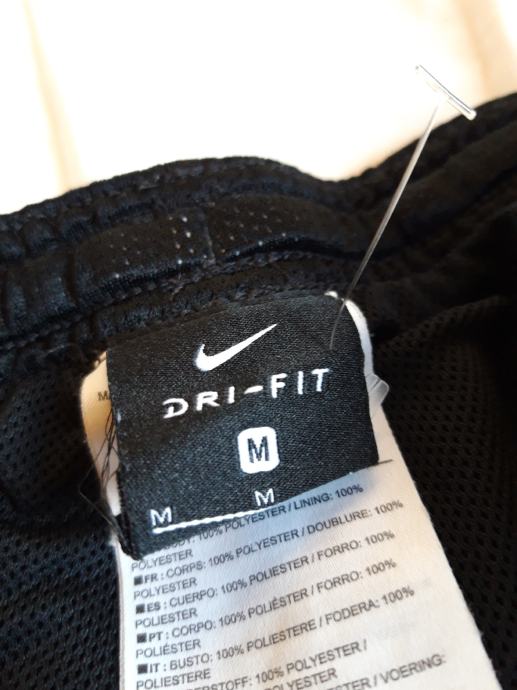 DRI-FIT
M
M M
BODY: 100% POLYESTER / LINING: 100%
POLYESTER
■FR : CORPS: 100% POLYESTER / DOUBLURE: 100%
POLYESTER
■ES : CUERPO: 100% POLIESTER / FORRO: 100%
POLIESTER
■PT : CORPO: 100% POLIÉSTER / FORRO: 100%
POLIÉSTER
■IT : BUSTO: 100% POLIESTERE / FODERA: 100%
POLIESTERE
100% POLYESTER /
POLYESTER / VOERING: